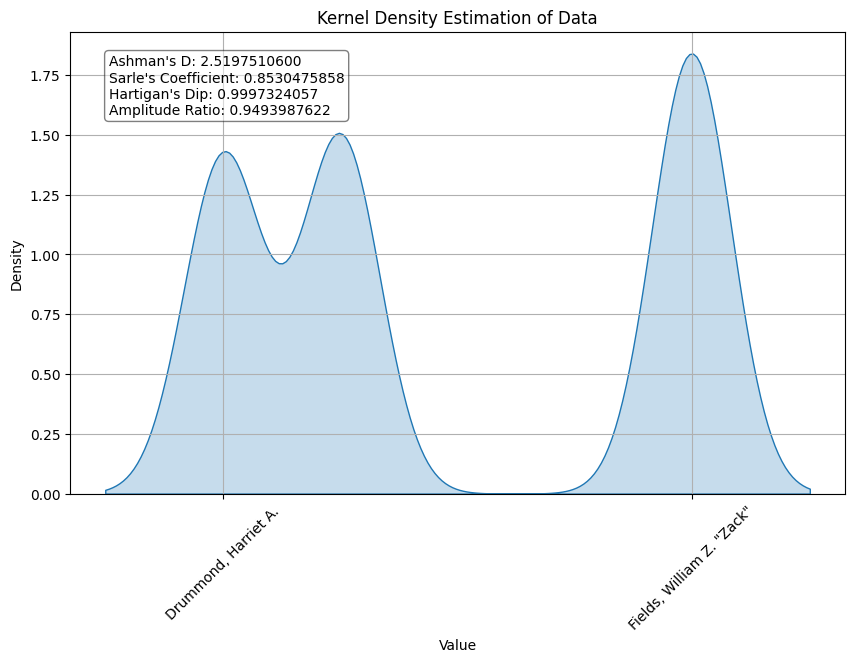 Kernel Density Estimation of Data
Ashman's D: 2.5197510600
Sarle's Coefficient: 0.8530475858
Hartigan's Dip: 0.9997324057
Amplitude Ratio: 0.9493987622
Density
1.75
1.50
1.25
1.00
0.75
0.50
0.25
0.00
Drummond, Harriet A.
Fields, William Z. "Zack"
Value